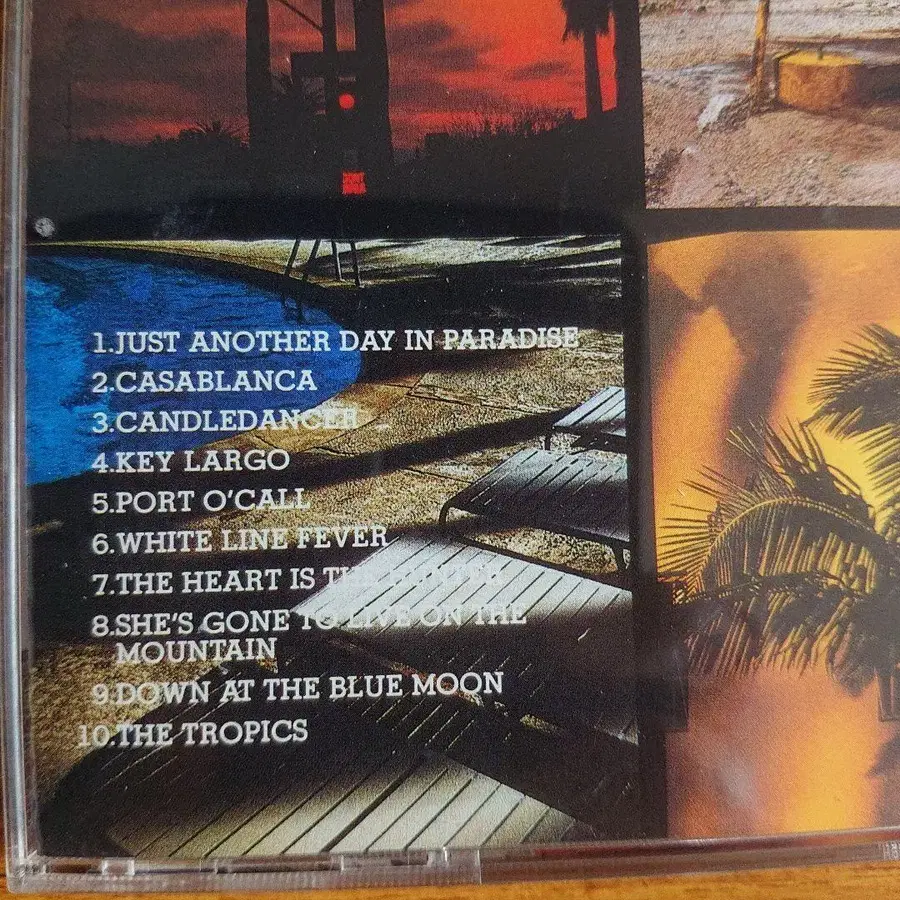 DONT WALK
1.JUST ANOTHER DAY IN PARADISE
2.CASABLANCA
3.CANDLEDANCER
4.KEY LARGO
5.PORT O'CALL
6.WHITE LINE FEVER
7.THE HEART IS THE
8.SHE'S GONE TO LIVE ON THE
MOUNTAIN
9.DOWN AT THE BLUE MOON
10.THE TROPICS